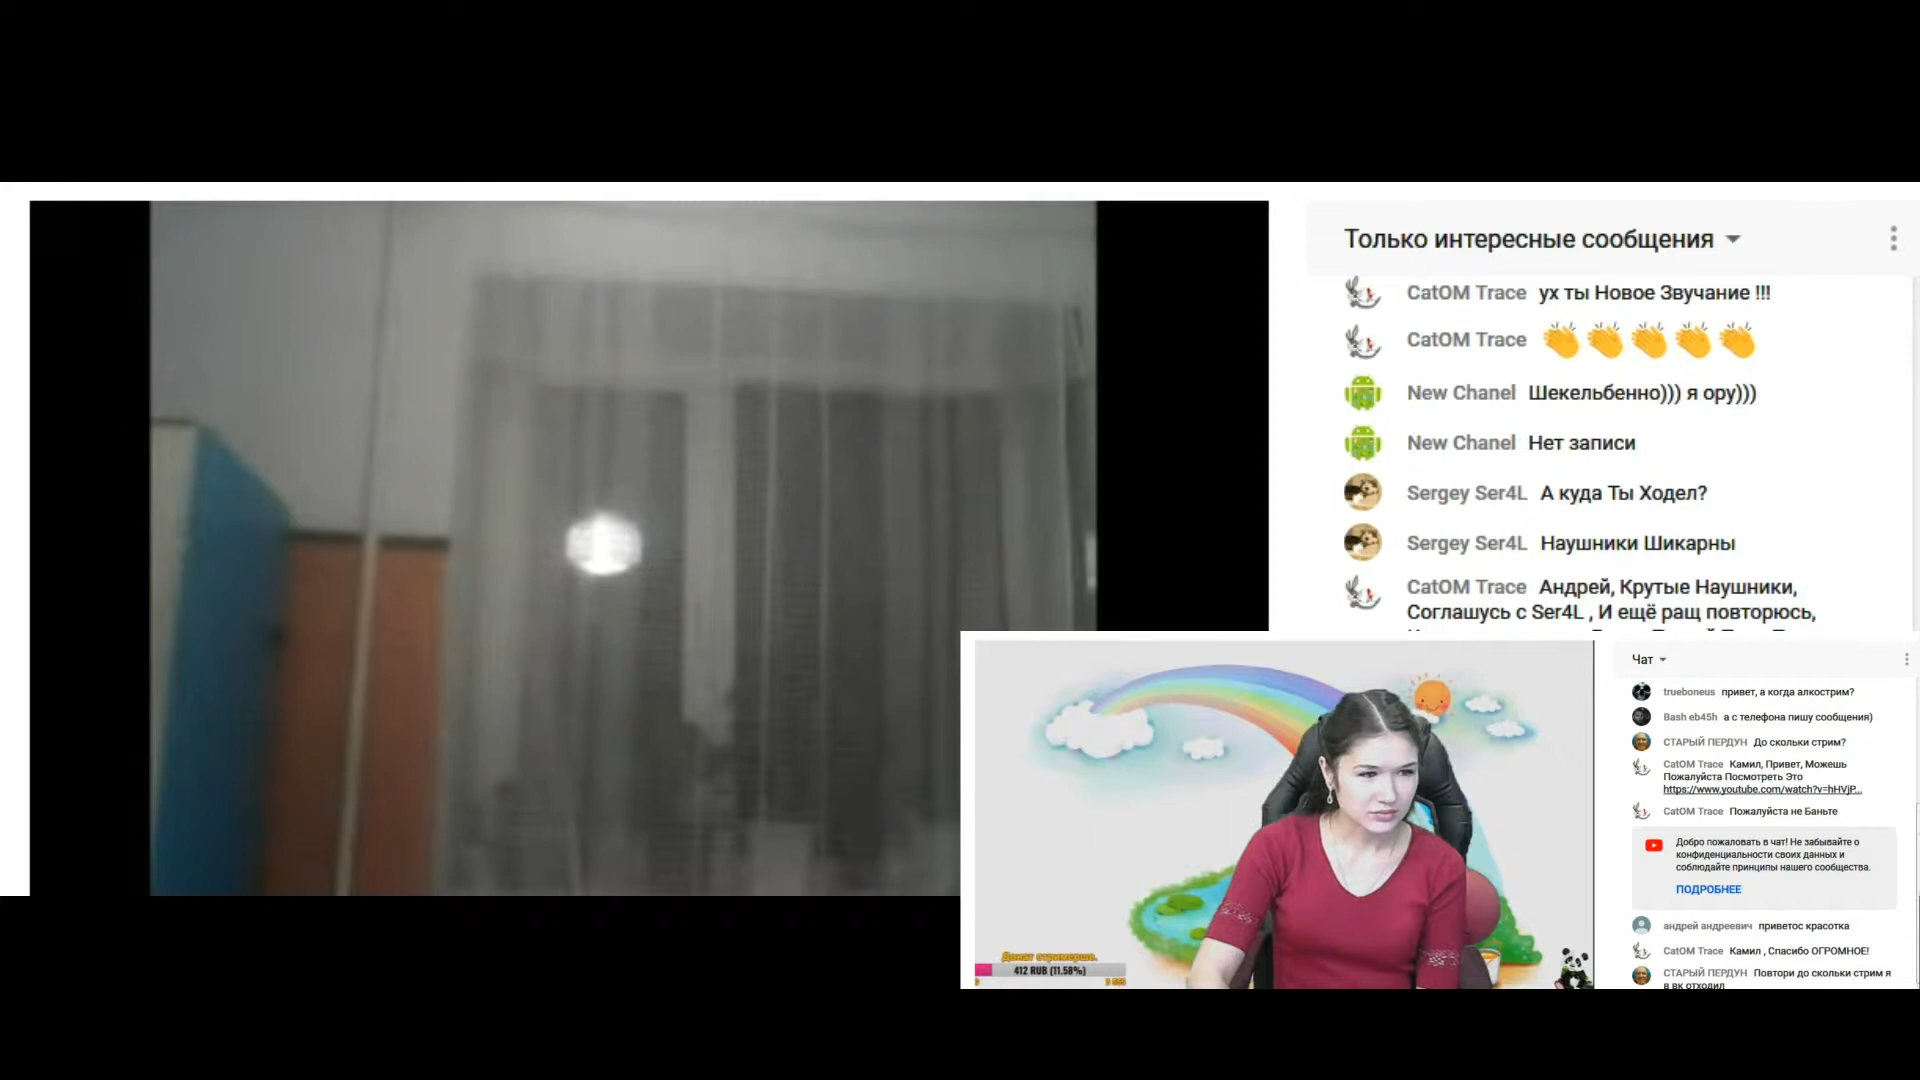 Только интересные сообщения
CatOM Trace ух ты Новое Звучание !!!
CatOM Trace 👏👏👏👏👏
New Chanel Шекельбенно))) я ору)))
New Chanel Нет записи
Sergey Ser4L А куда Ты Ходел?
Sergey Ser4L Наушники Шикарны
CatOM Trace Андрей, Крутые Наушники,
Соглашусь с Ser4L , И ещё ращ повторюсь,
Чат
trueboneus привет, а когда алкострим?
Bash eb45h а с телефона пишу сообщения)
СТАРЫЙ ПЕРДУН До скольки стрим?
CatOM Trace Камил, Привет, Можешь
Пожалуйста Посмотреть Это
https://www.youtube.com/watch?v=hHVjP...
CatOM Trace Пожалуйста не Баньте
Добро пожаловать в чат! Не забывайте о
конфиденциальности своих данных и
соблюдайте принципы нашего сообщества.
ПОДРОБНЕЕ
андрей андреевич приветос красотка
CatOM Trace Камил , Спасибо ОГРОМНОЕ!
СТАРЫЙ ПЕРДУН Повтори до скольки стрим я
в вк отходил
412 RUB (11.58%)